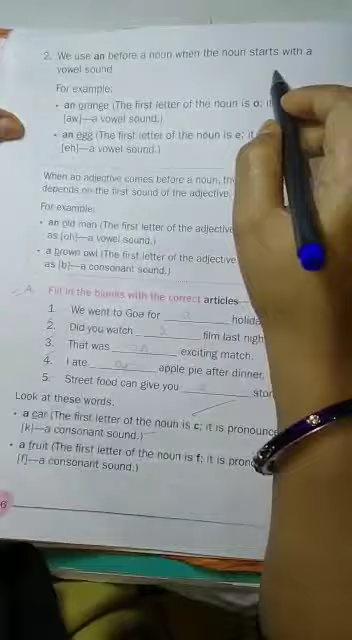 2. We use an before a noun when the noun starts with a
vowel sound
For example:
• an orange (The first letter of the noun is o; it
[aw]—a vowel sound.)
• an egg (The first letter of the noun is e; it
[eh]—a vowel sound.)
When an adjective comes before a noun, th
depends on the first sound of the adjective.
For example:
• an old man (The first letter of the adjective
as [oh]—a vowel sound.)
• a brown owl (The first letter of the adjective
as [b]—a consonant sound.)
A. Fill in the blanks with the correct articles—
1. We went to Goa for a holida
2. Did you watch a film last nigh
3. That was an exciting match.
4. I ate an apple pie after dinner.
5. Street food can give you a stor
Look at these words.
• a car (The first letter of the noun is c; it is pronounce
[k]—a consonant sound.)
• a fruit (The first letter of the noun is f; it is pron
[f]—a consonant sound.)
6